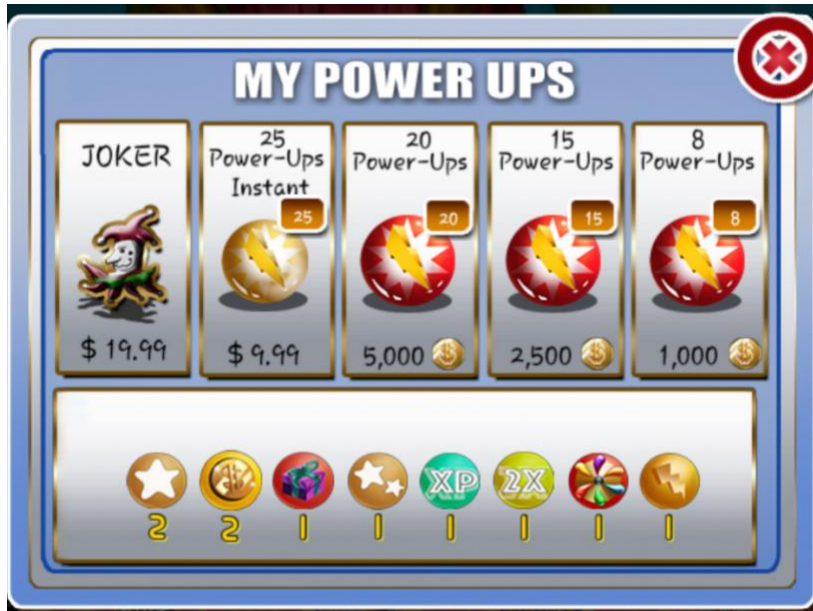 MY POWER UPS
JOKER
$ 19.99
25
Power-Ups
Instant
25
$ 9.99
20
Power-Ups
20
5,000
15
Power-Ups
15
2,500
8
Power-Ups
8
1,000
XP
2X
2 2 1 1 1 1 1 1